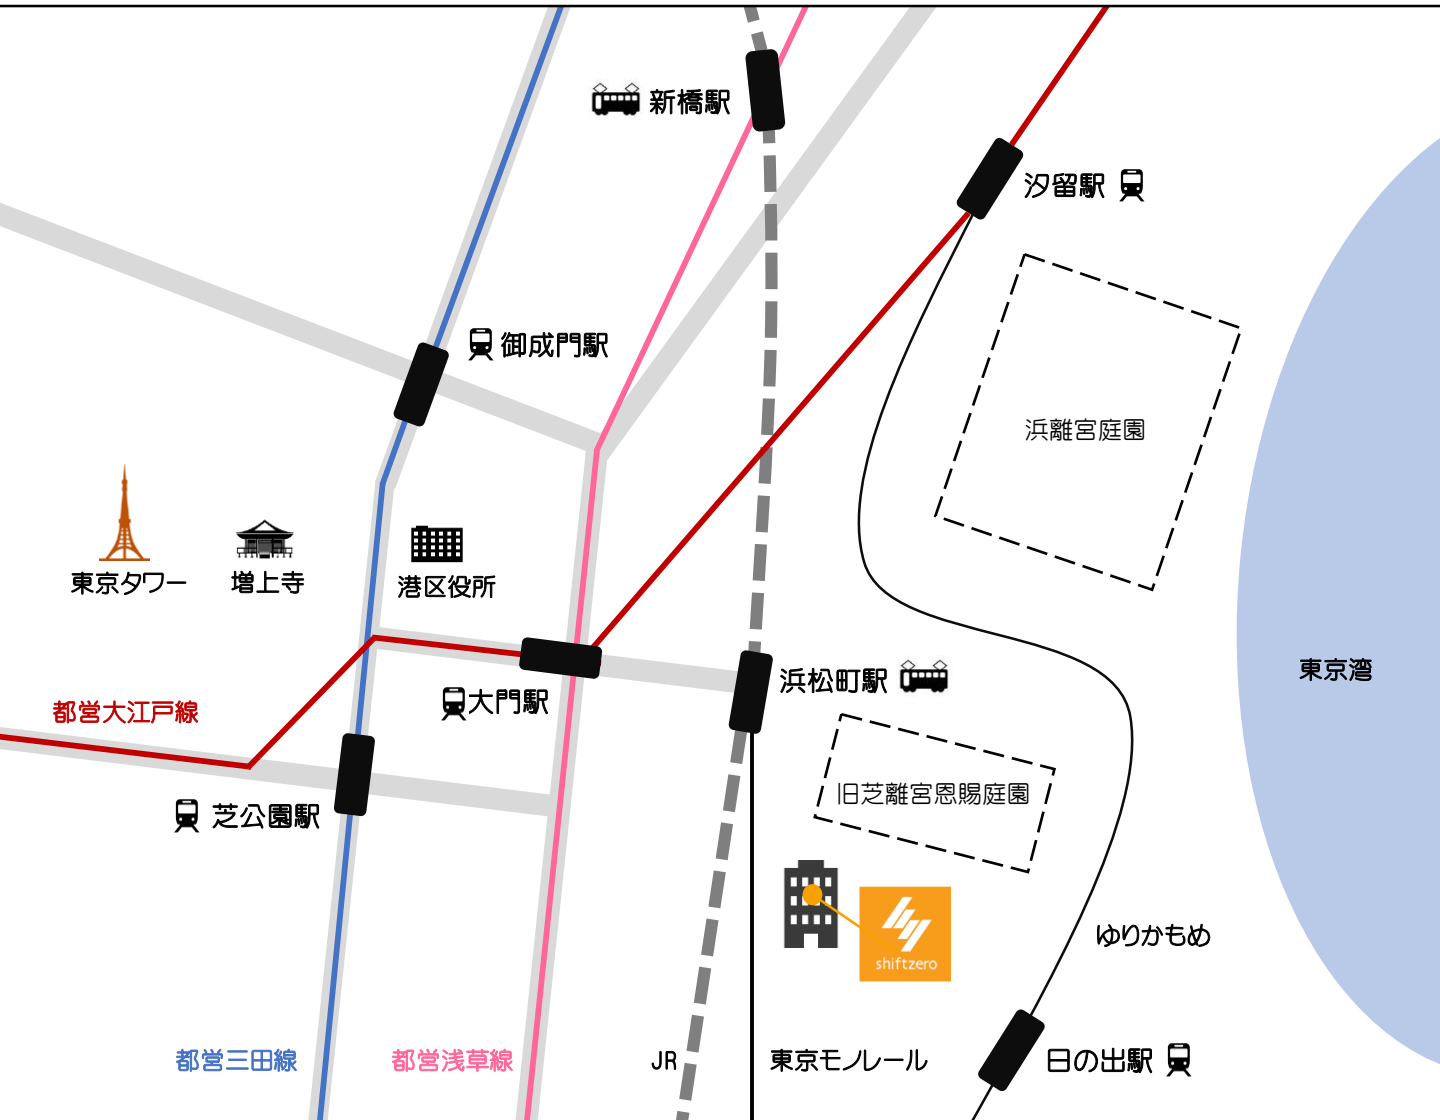 新橋駅
汐留駅
御成門駅
浜離宮庭園
東京タワー
増上寺
港区役所
東京湾
浜松町駅
大門駅
都営大江戸線
旧芝離宮恩賜庭園
芝公園駅
ゆりかもめ
shiftzero
都営三田線
都営浅草線
JR
東京モノレール
日の出駅